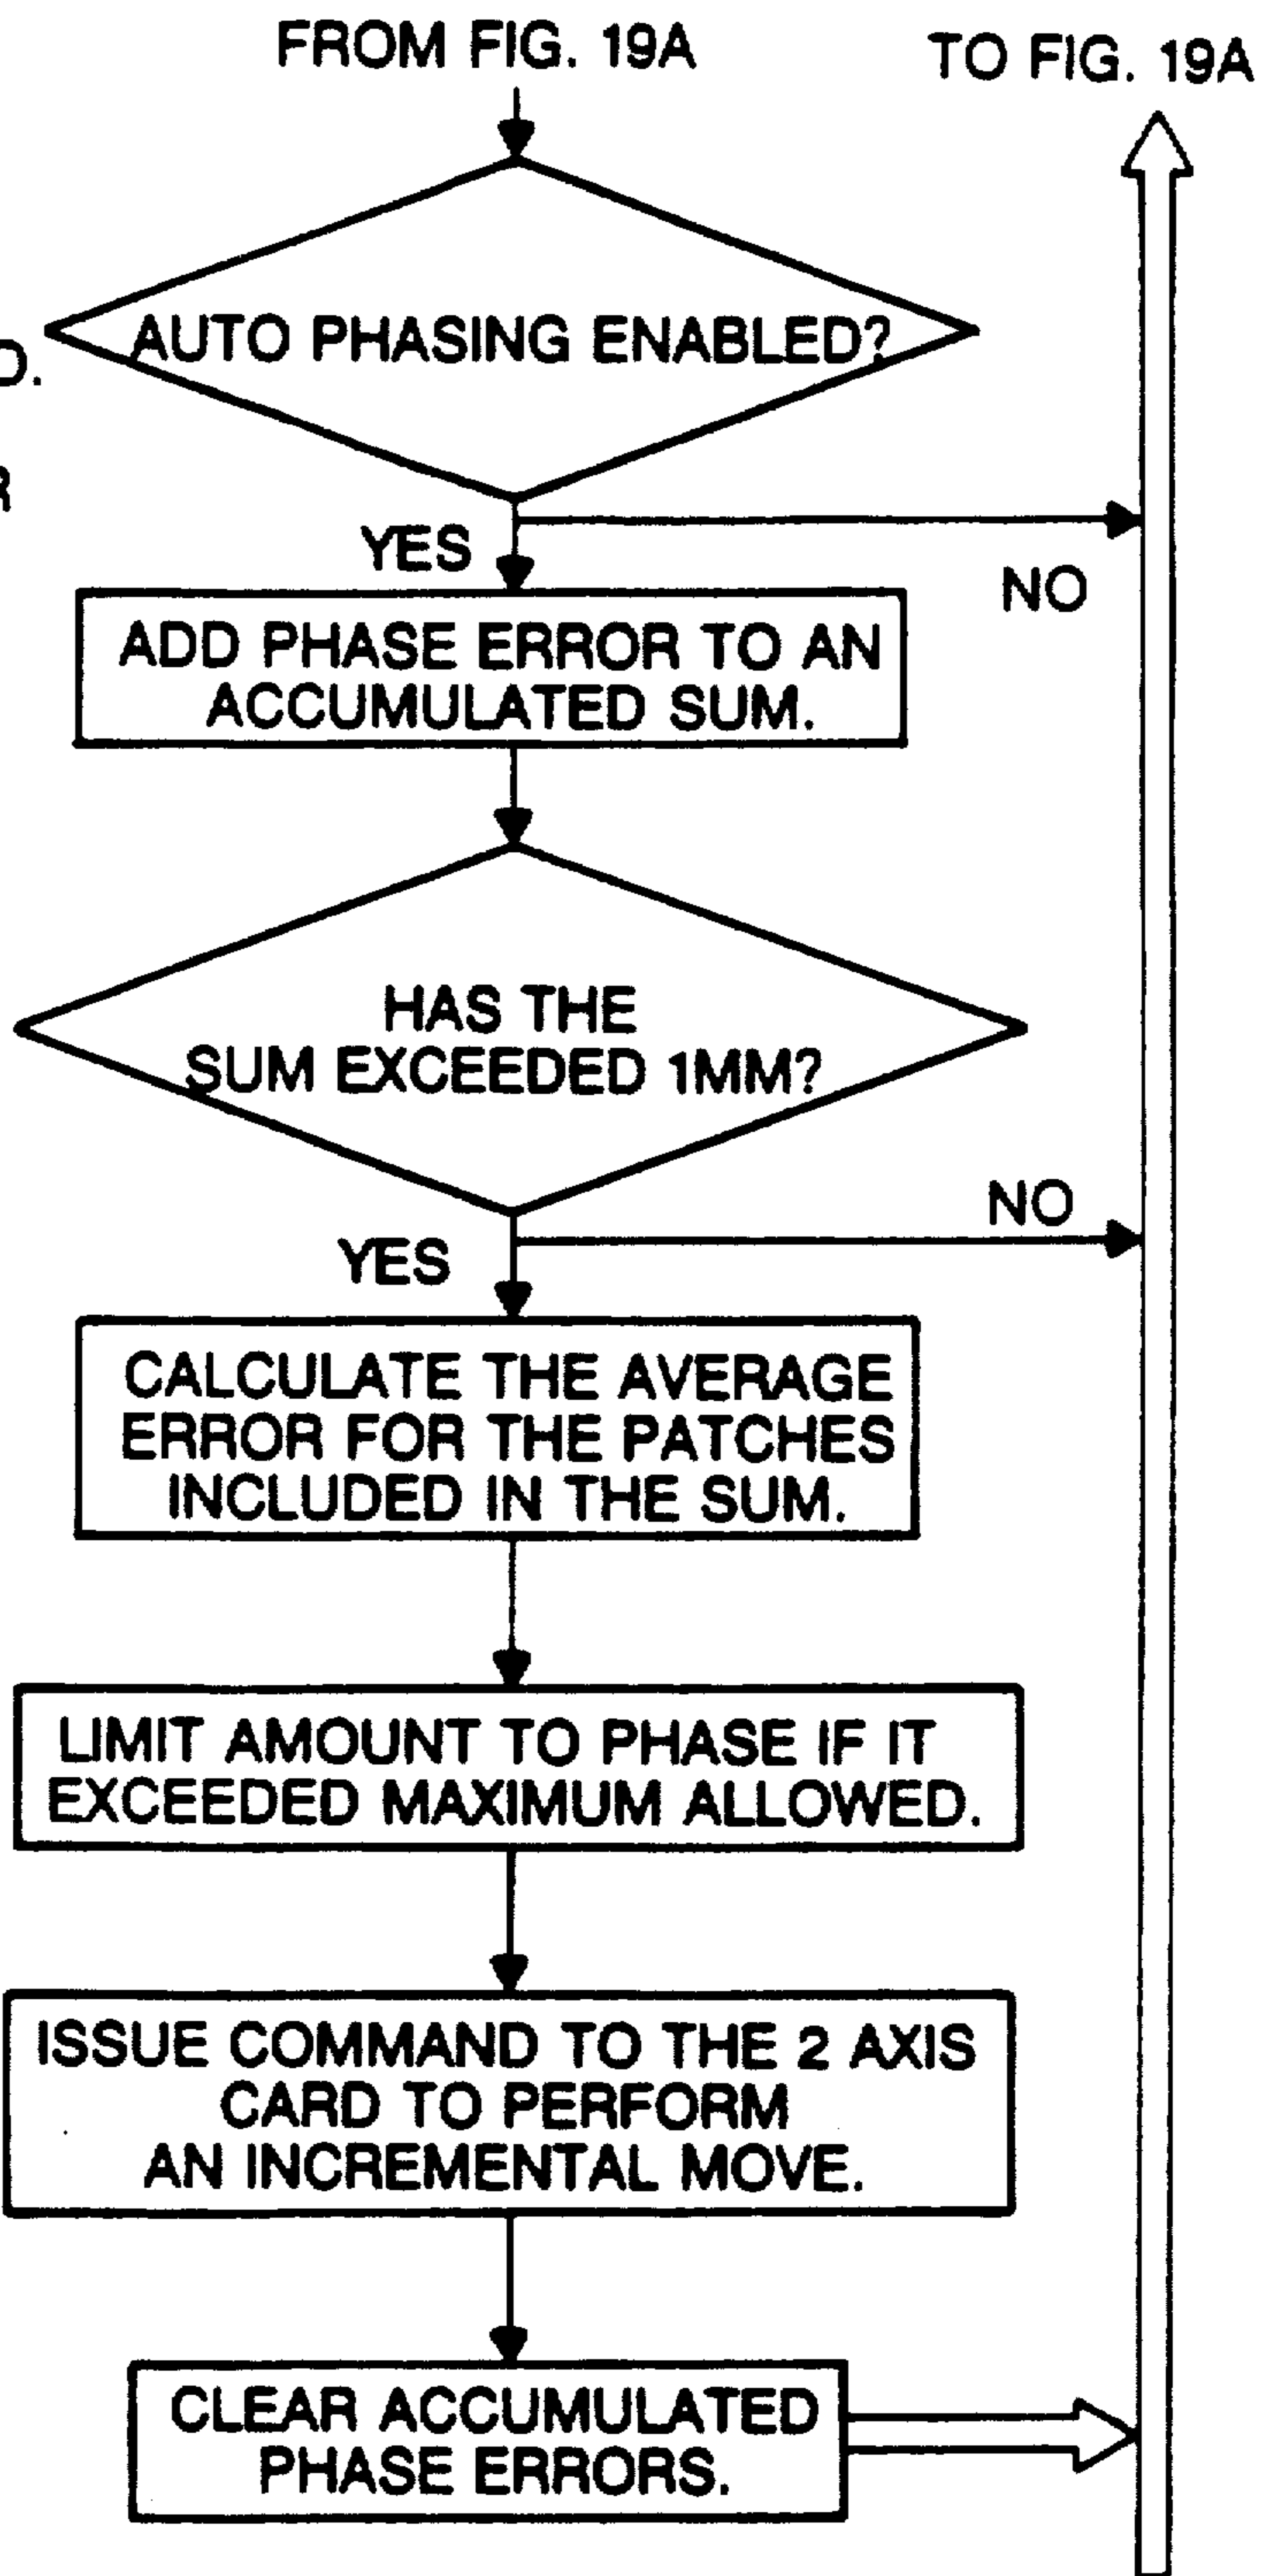 FROM FIG. 19A
TO FIG. 19A
AUTO PHASING ENABLED?
D.
R
YES
NO
ADD PHASE ERROR TO AN
ACCUMULATED SUM.
HAS THE
SUM EXCEEDED 1MM?
NO
YES
CALCULATE THE AVERAGE
ERROR FOR THE PATCHES
INCLUDED IN THE SUM.
LIMIT AMOUNT TO PHASE IF IT
EXCEEDED MAXIMUM ALLOWED.
ISSUE COMMAND TO THE 2 AXIS
CARD TO PERFORM
AN INCREMENTAL MOVE.
CLEAR ACCUMULATED
PHASE ERRORS.